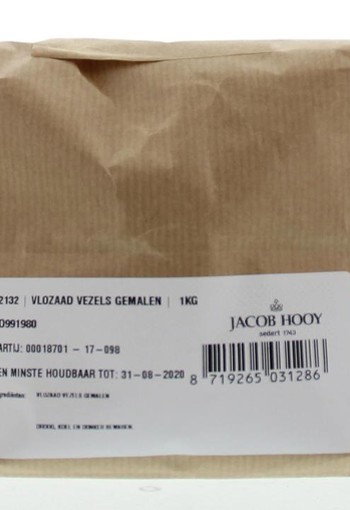 2132 | VLOZAAD VEZELS GEMALEN | 1KG
0991980
ARTIJ: 00018701 - 17-098
EN MINSTE HOUDBAAR TOT: 31-08-2020
grediënten: VLOZAAD VEZELS GEMALEN
DROOG, KOEL EN DONKER BEWAREN.
JACOB HOOY
sedert 1743
8 719265 031286